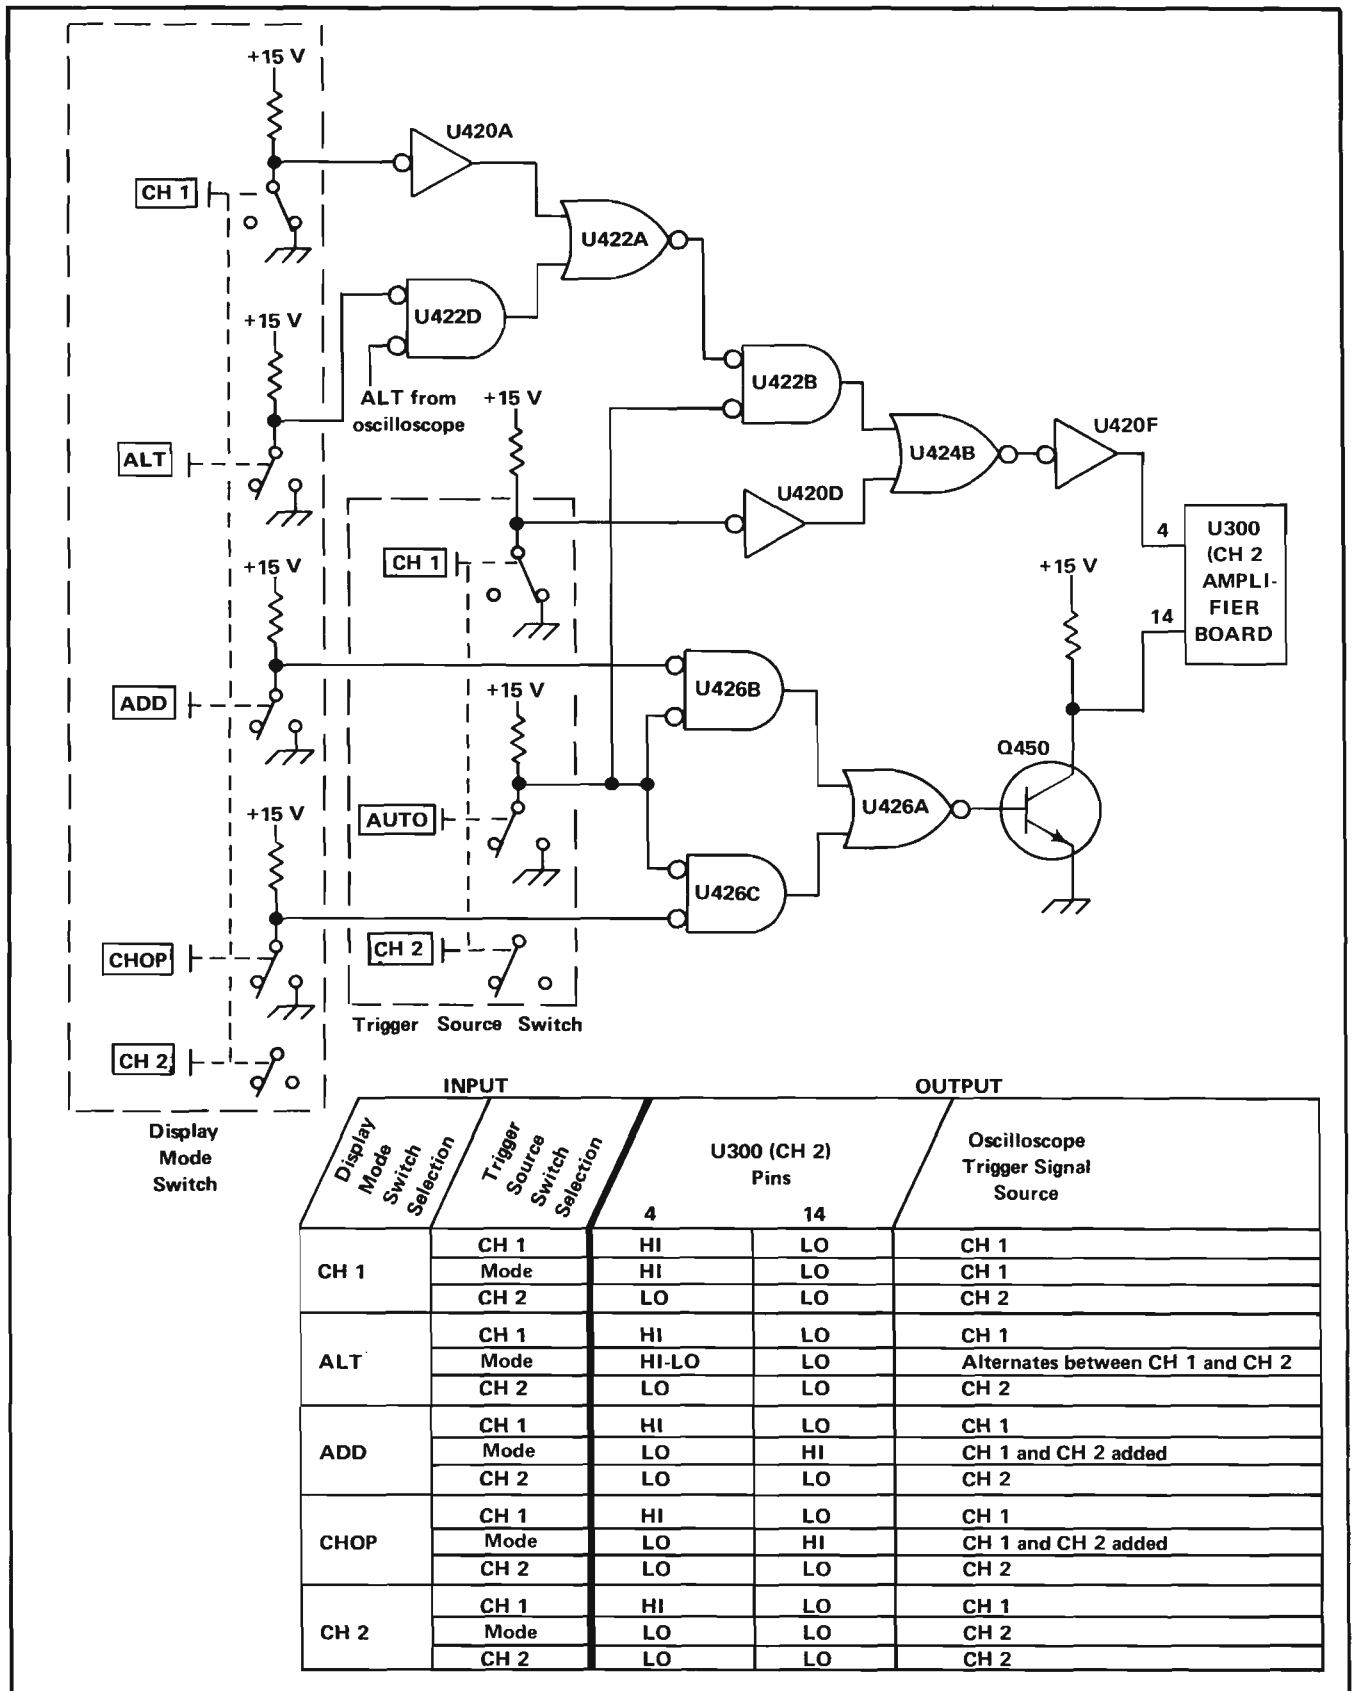 +15 V
U420A
CH 1
U422A
+15 V
U422D
ALT from
oscilloscope
+15 V
U422B
U420F
U424B
ALT
U420D
4
U300
(CH 2
AMPLI-
FIER
BOARD
14
CH 1
+15 V
+15 V
ADD
U426B
+15 V
Q450
AUTO
U426A
+15 V
U426C
CH 2
CHOP
Trigger Source Switch
CH 2
Display
Mode
Switch
INPUT
OUTPUT
Display
Mode
Switch
Selection
Trigger
Source
Switch
Selection
U300 (CH 2)
Pins
4 14
Oscilloscope
Trigger Signal
Source
CH 1
CH 1 HI LO CH 1
Mode HI LO CH 1
CH 2 LO LO CH 2
ALT
CH 1 HI LO CH 1
Mode HI-LO LO Alternates between CH 1 and CH 2
CH 2 LO LO CH 2
ADD
CH 1 HI LO CH 1
Mode LO HI CH 1 and CH 2 added
CH 2 LO LO CH 2
CHOP
CH 1 HI LO CH 1
Mode LO HI CH 1 and CH 2 added
CH 2 LO LO CH 2
CH 2
CH 1 HI LO CH 1
Mode LO LO CH 2
CH 2 LO LO CH 2